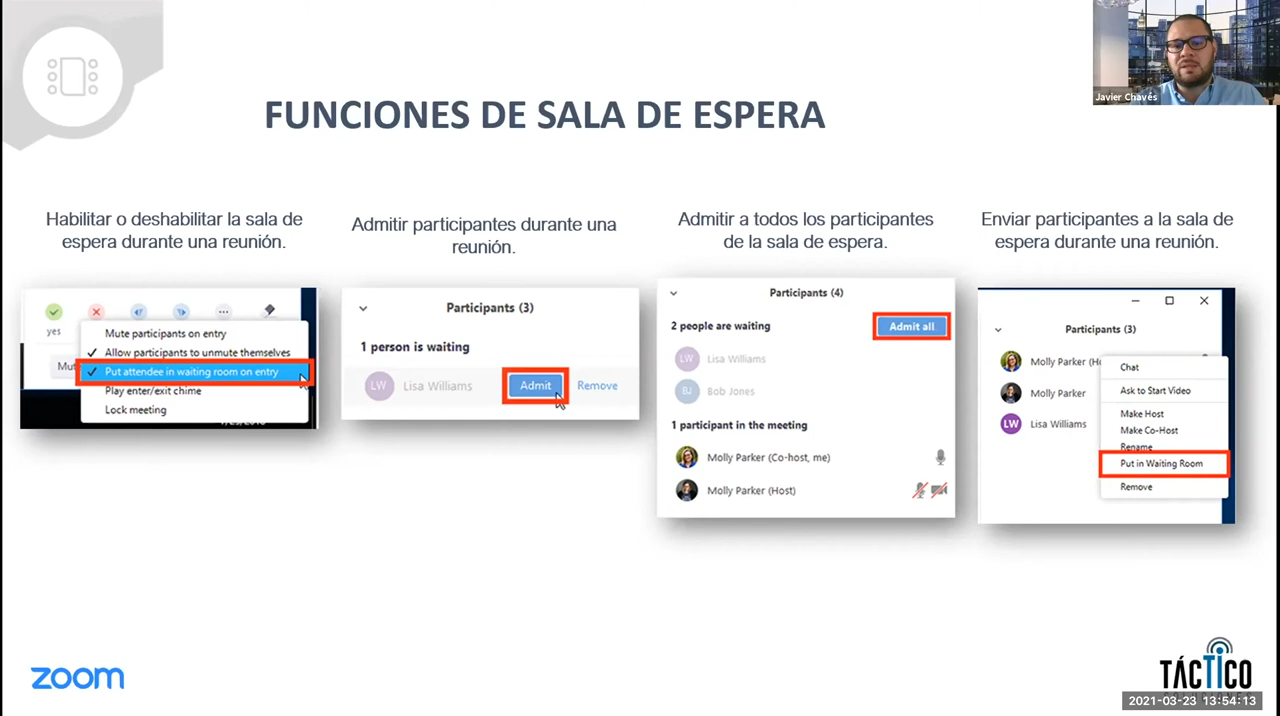 Javier Chavés
FUNCIONES DE SALA DE ESPERA
Habilitar o deshabilitar la sala de
espera durante una reunión.
yes
Mute participants on entry
Allow participants to unmute themselves
Put attendee in waiting room on entry
Play enter/exit chime
Lock meeting
Admitir participantes durante una
reunión.
Participants (3)
1 person is waiting
LW Lisa Williams Admit Remove
Admitir a todos los participantes
de la sala de espera.
Participants (4)
2 people are waiting Admit all
LW Lisa Williams
BJ Bob Jones
1 participant in the meeting
Molly Parker (Co-host, me)
Molly Parker (Host)
Enviar participantes a la sala de
espera durante una reunión.
Participants (3)
Molly Parker
Molly Parker
LW Lisa Williams
Chat
Ask to Start Video
Make Host
Make Co-Host
Rename
Put in Waiting Room
Remove
zoom
TÁCTICO
2021-03-23 13:54:13